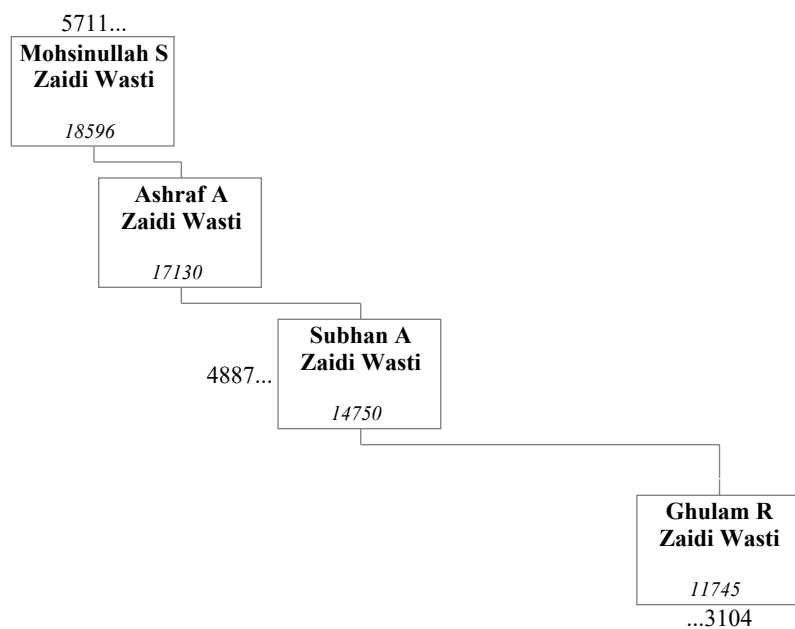 5711...
Mohsinullah S
Zaidi Wasti
18596
Ashraf A
Zaidi Wasti
17130
Subhan A
Zaidi Wasti
4887...
14750
Ghulam R
Zaidi Wasti
11745
...3104